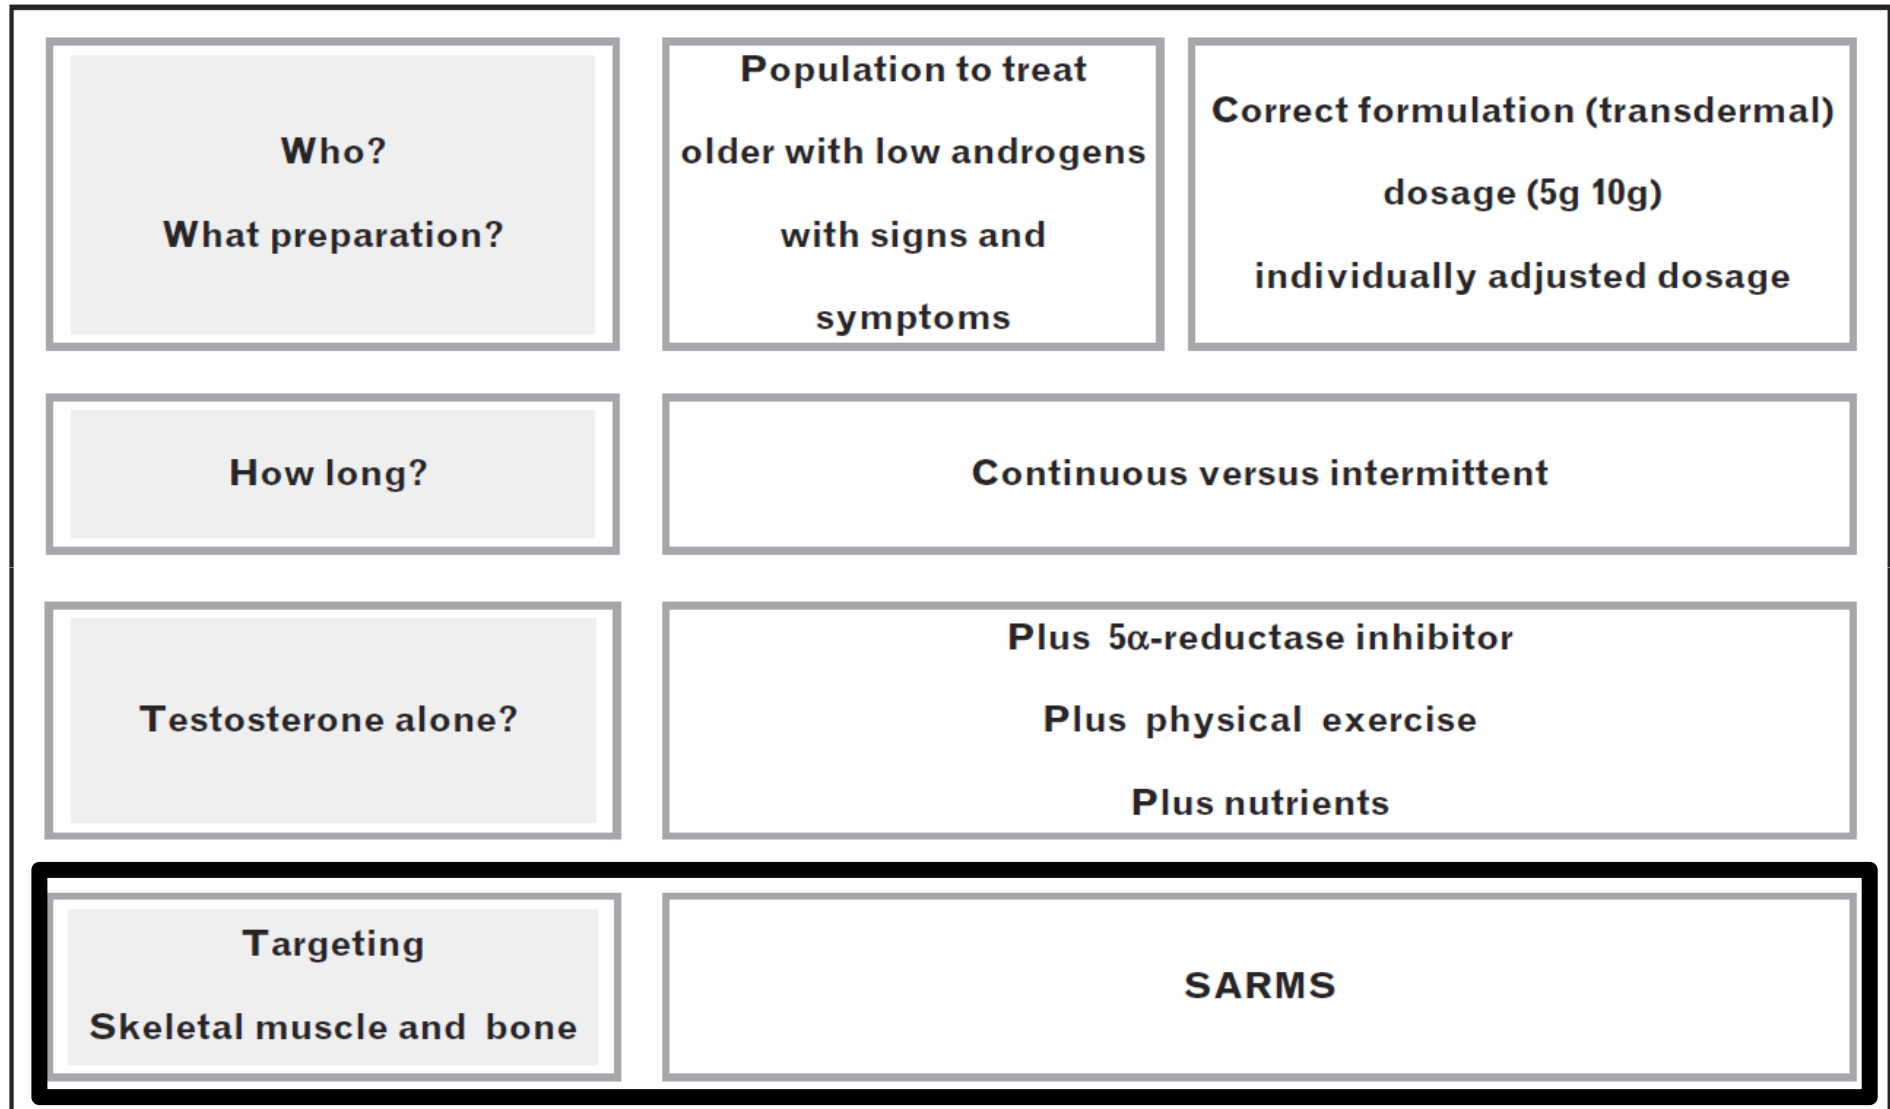 Who?
What preparation?
Population to treat
older with low androgens
with signs and
symptoms
Correct formulation (transdermal)
dosage (5g 10g)
individually adjusted dosage
How long?
Continuous versus intermittent
Testosterone alone?
Plus 5α-reductase inhibitor
Plus physical exercise
Plus nutrients
Targeting
Skeletal muscle and bone
SARMS